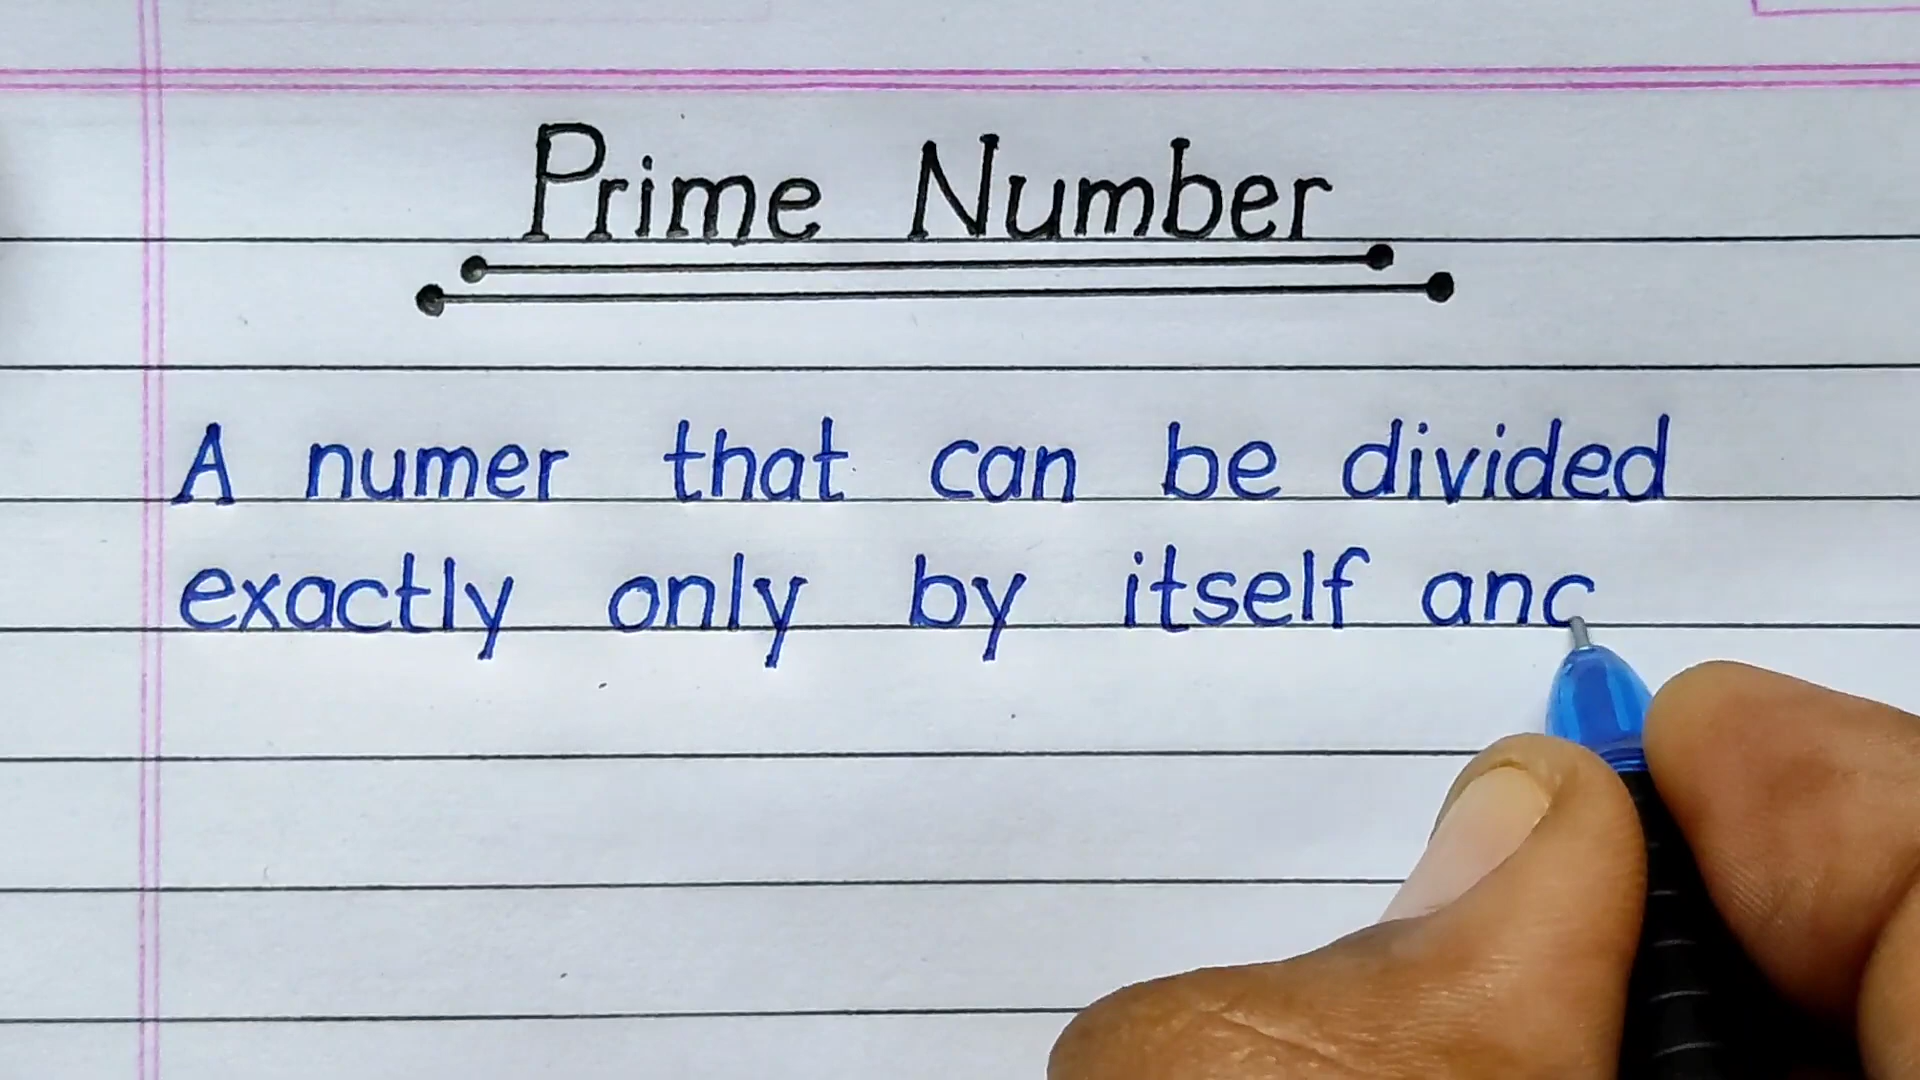 Prime Number
A numer that can be divided
exactly only by itself anc